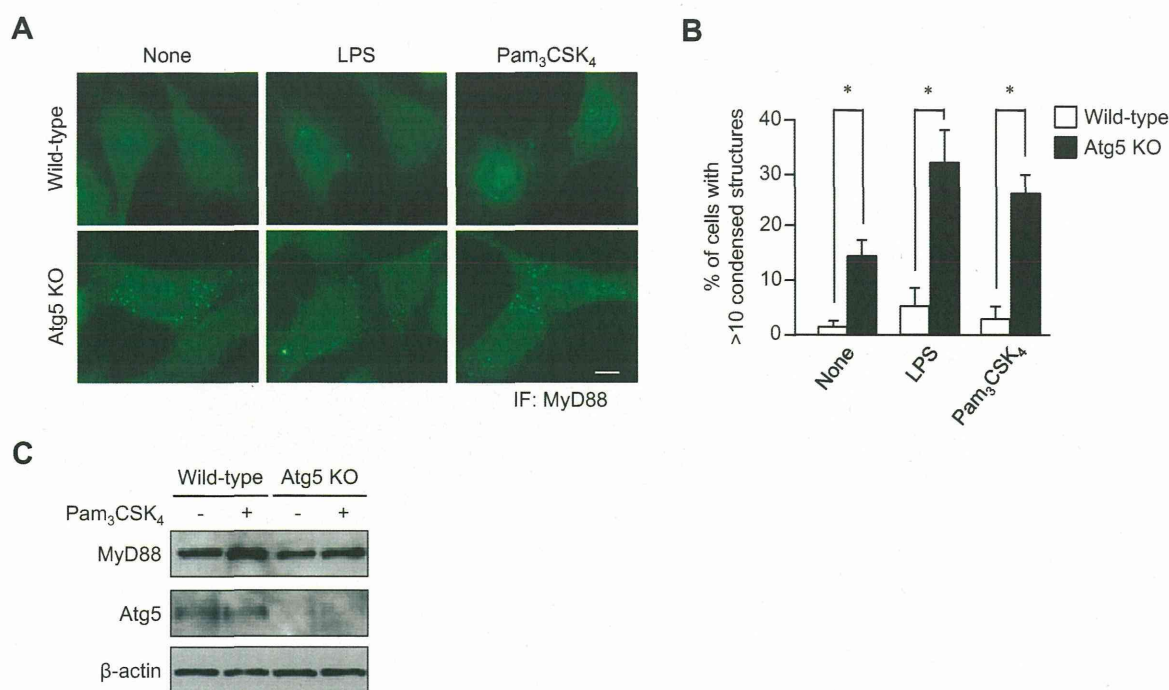 A
None
LPS
Pam₃CSK₄
Wild-type
Atg5 KO
IF: MyD88
B
% of cells with
>10 condensed structures
40
30
20
10
0
* * *
Wild-type
Atg5 KO
None
LPS
Pam₃CSK₄
C
Wild-type Atg5 KO
Pam₃CSK₄ - + - +
MyD88
Atg5
β-actin